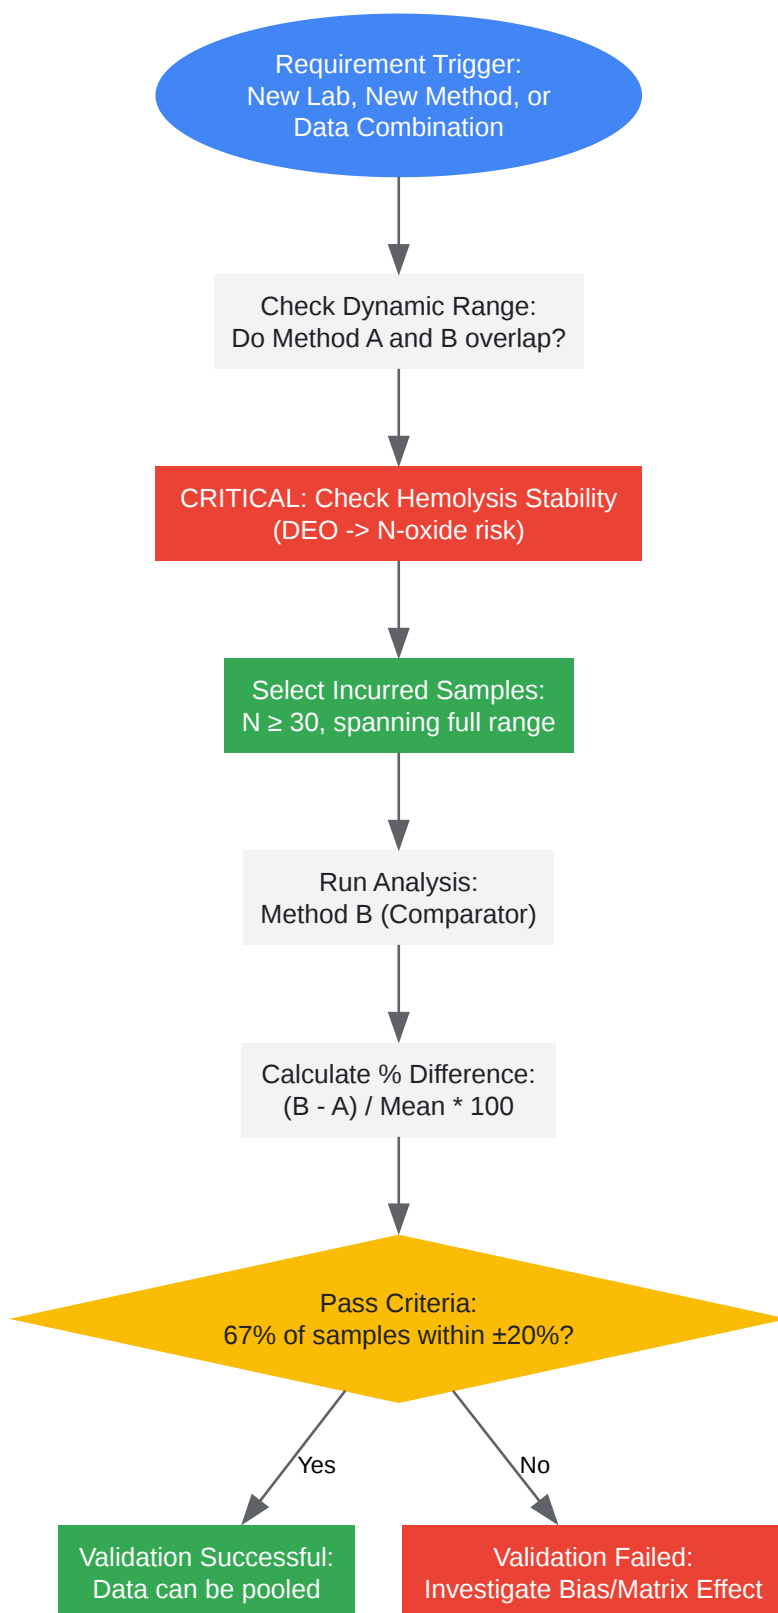 Requirement Trigger:
New Lab, New Method, or
Data Combination
Check Dynamic Range:
Do Method A and B overlap?
CRITICAL: Check Hemolysis Stability
(DEO -> N-oxide risk)
Select Incurred Samples:
N ≥ 30, spanning full range
Run Analysis:
Method B (Comparator)
Calculate % Difference:
(B - A) / Mean * 100
Pass Criteria:
67% of samples within ±20%?
Yes
No
Validation Successful:
Data can be pooled
Validation Failed:
Investigate Bias/Matrix Effect